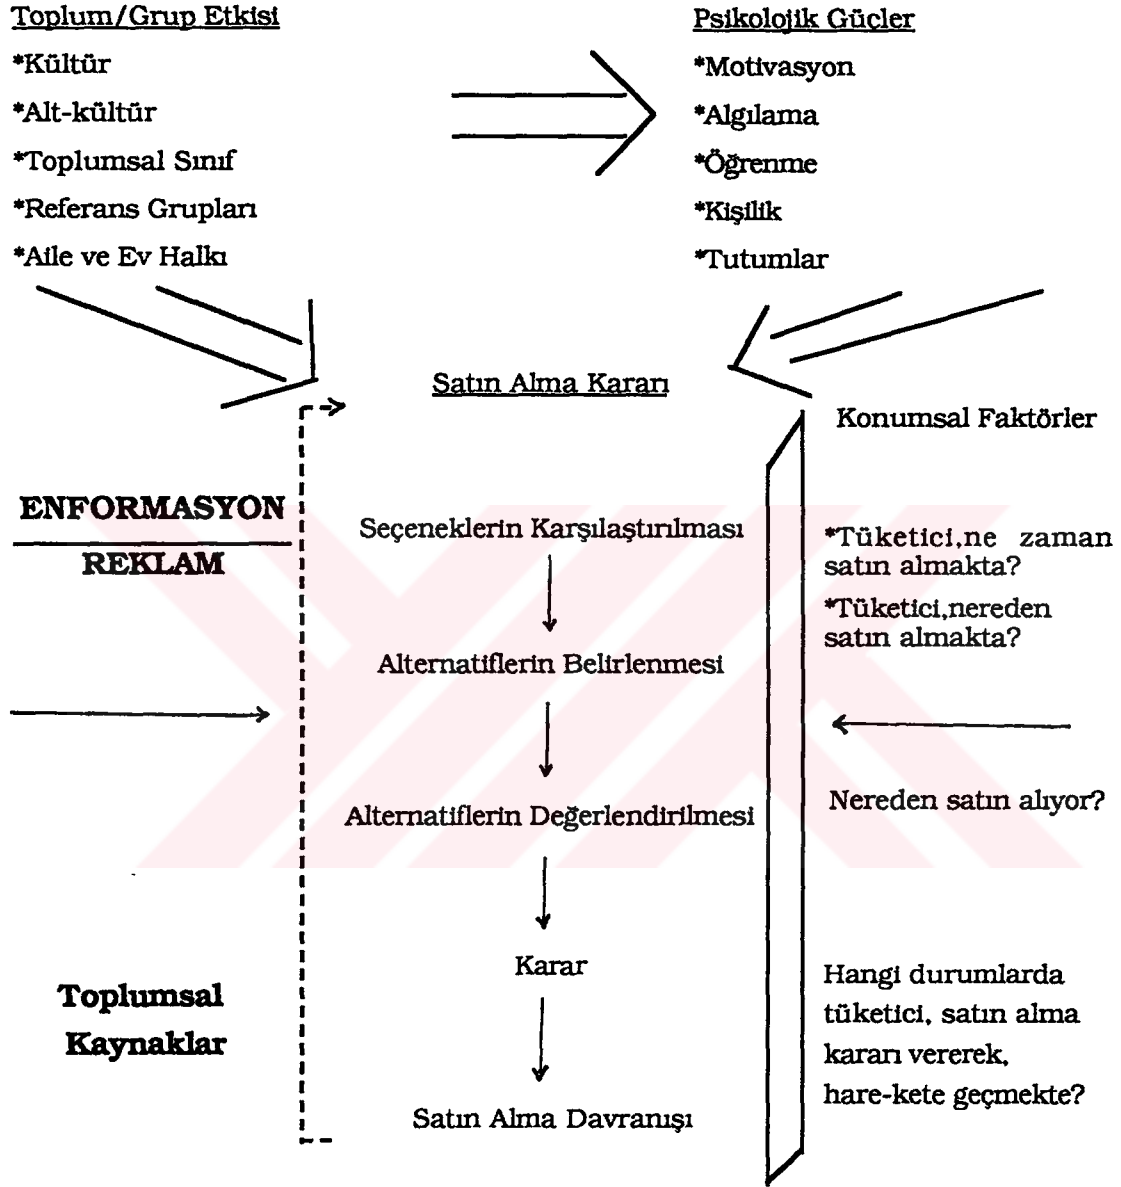 Toplum/Grup Etkisi
*Kültür
*Alt-kültür
*Toplumsal Sınıf
*Referans Grupları
*Aile ve Ev Halkı
Psikolojik Güçler
*Motivasyon
*Algılama
*Öğrenme
*Kişilik
*Tutumlar
Satın Alma Kararı
ENFORMASYON
REKLAM
Toplumsal
Kaynaklar
Seçeneklerin Karşılaştırılması
Alternatiflerin Belirlenmesi
Alternatiflerin Değerlendirilmesi
Karar
Satın Alma Davranışı
Konumsal Faktörler
*Tüketici,ne zaman
satın almakta?
*Tüketici,nereden
satın almakta?
Nereden satın alıyor?
Hangi durumlarda
tüketici, satın alma
kararı vererek,
hare-kete geçmekte?